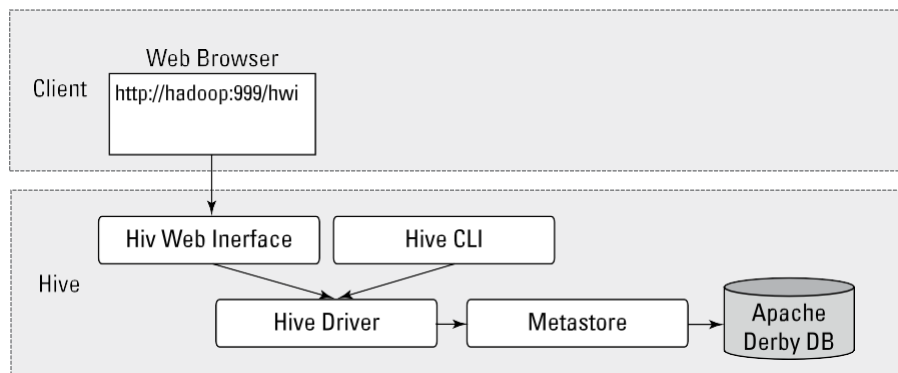 Web Browser
Client
http://hadoop:999/hwi
Hiv Web Inerface
Hive CLI
Hive
Hive Driver
Metastore
Apache
Derby DB